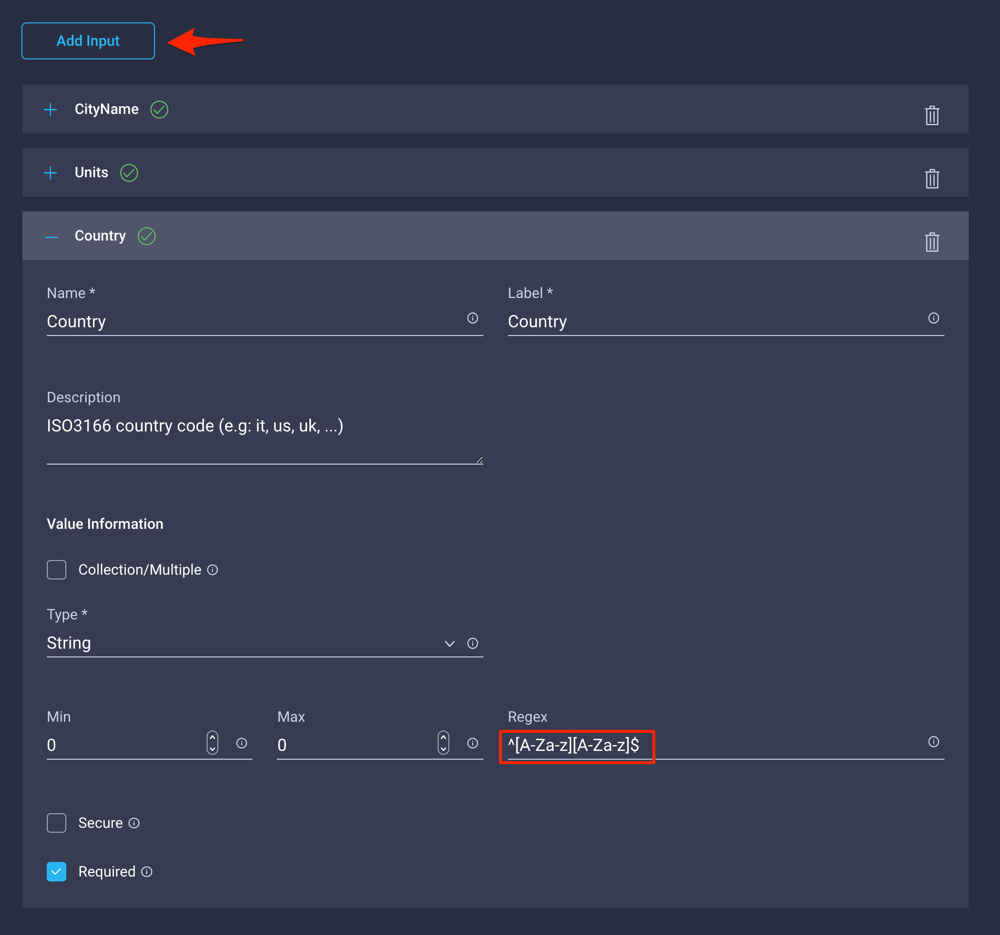 Add Input
CityName
Units
Country
Name * Label *
Country Country
Description
ISO3166 country code (e.g: it, us, uk, ...)
Value Information
Collection/Multiple
Type *
String
Min Max Regex
0 0 ^[A-Za-z][A-Za-z]$
Secure
Required